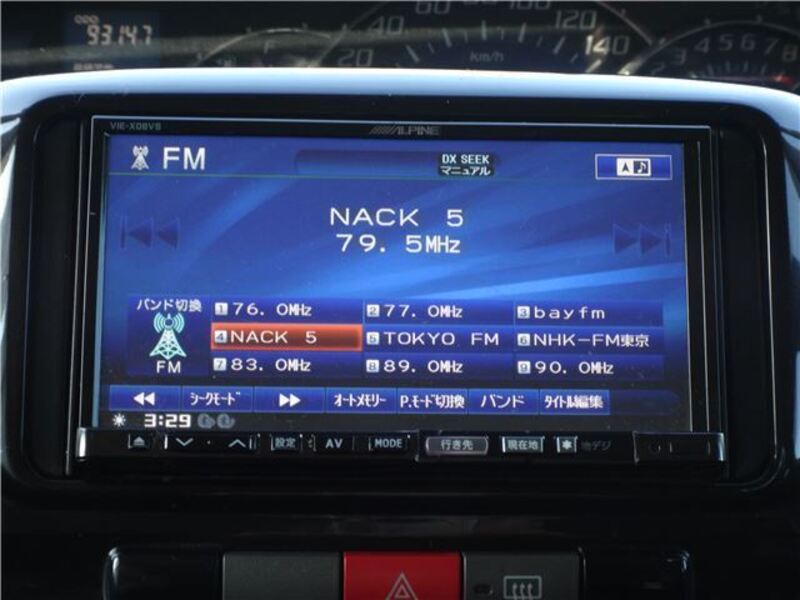 93147
20 40 60 80 100 120 140
km/h
2 3 4 5 6 7 8
F
VIE-X08VS
ALPINE
FM
DX SEEK
マニュアル
NACK 5
79.5MHz
バンド切換
FM
1 76.0MHz
2 77.0MHz
3 bayfm
4 NACK 5
5 TOKYO FM
6 NHK-FM東京
7 83.0MHz
8 89.0MHz
9 90.0MHz
シークモード
オートメモリー
P.モード切換
バンド
タイトル編集
3:29
設定
AV
MODE
行き先
現在地
地デジ